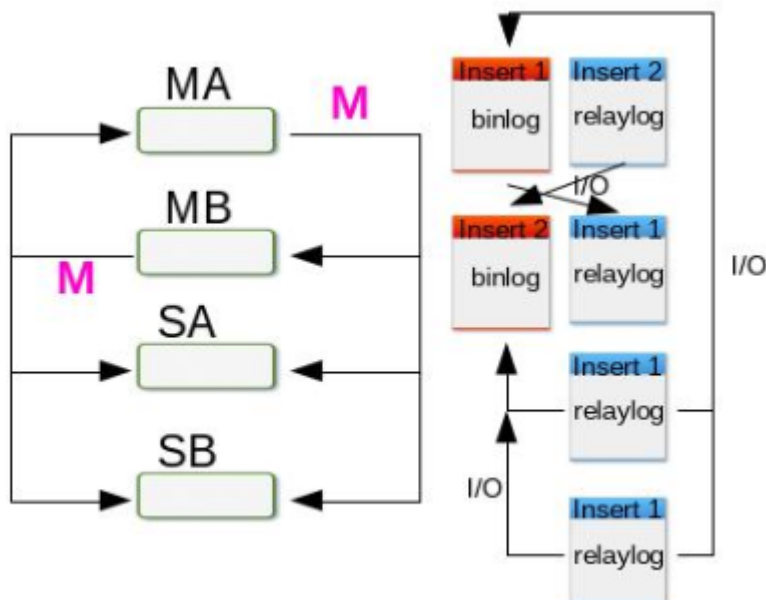 MA
M
MB
M
SA
SB
Insert 1
binlog
Insert 2
relaylog
I/O
Insert 2
binlog
Insert 1
relaylog
I/O
Insert 1
relaylog
I/O
Insert 1
relaylog